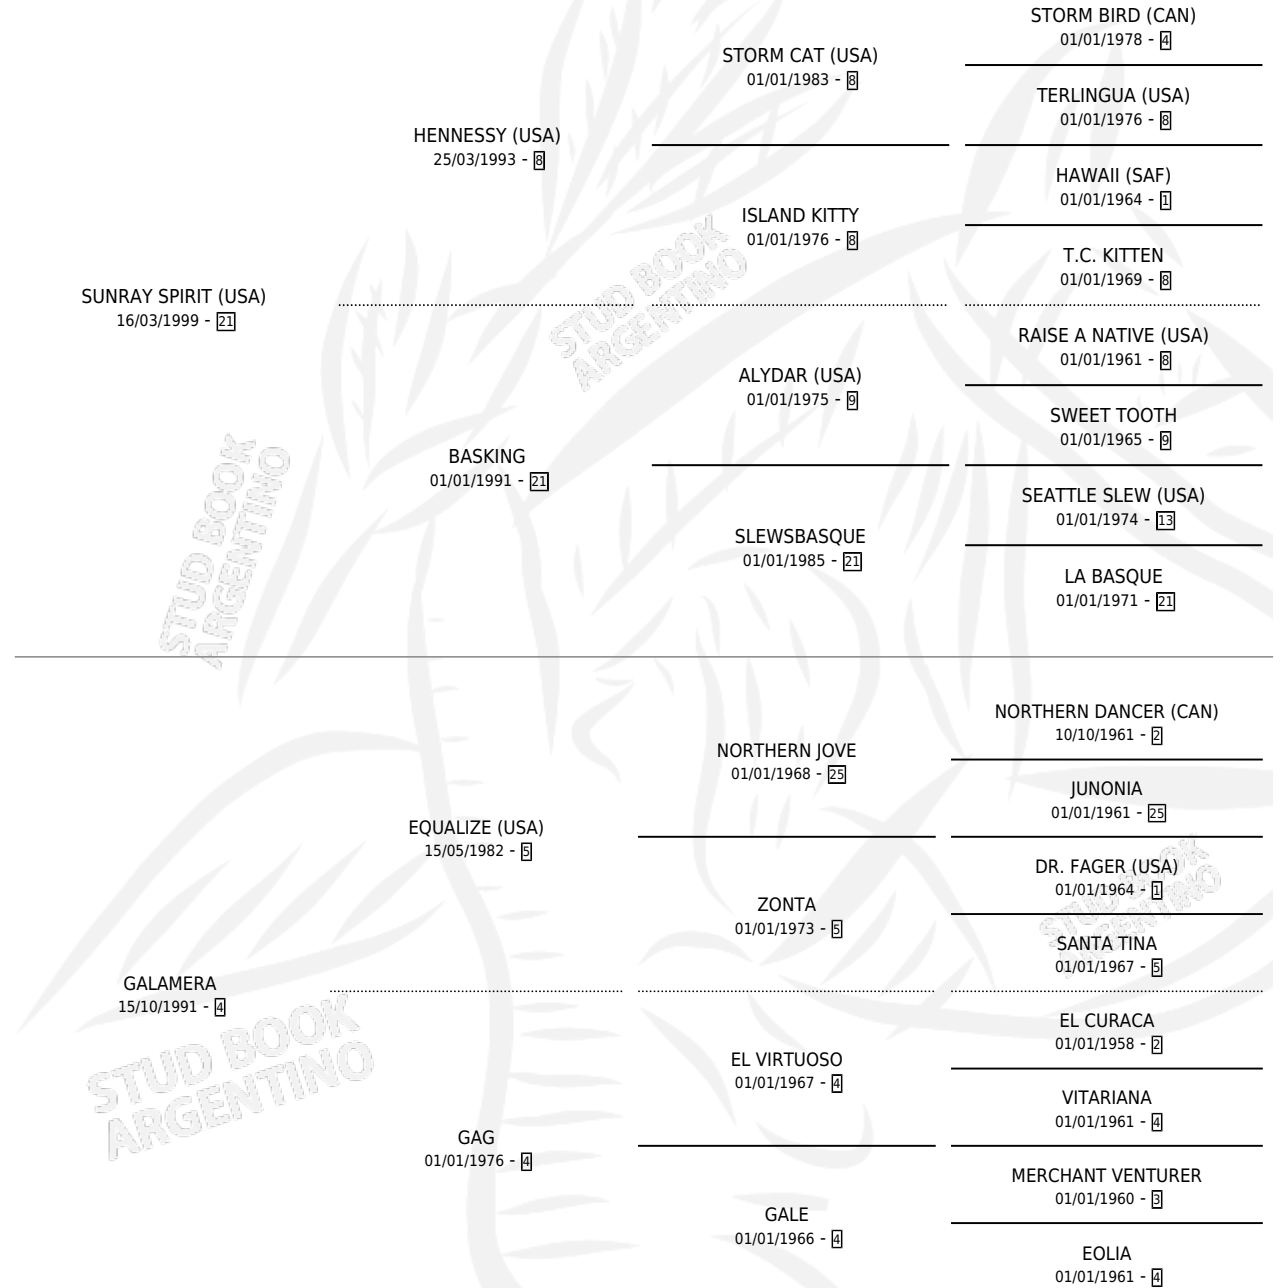 STORM BIRD (CAN)
01/01/1978 - 4
STORM CAT (USA)
01/01/1983 - 8
TERLINGUA (USA)
01/01/1976 - 8
HENNESSY (USA)
25/03/1993 - 8
HAWAII (SAF)
01/01/1964 - 1
ISLAND KITTY
01/01/1976 - 8
T.C. KITTEN
01/01/1969 - 8
SUNRAY SPIRIT (USA)
16/03/1999 - 21
STUD BOOK
ARGENTINO
RAISE A NATIVE (USA)
01/01/1961 - 8
ALYDAR (USA)
01/01/1975 - 9
SWEET TOOTH
01/01/1965 - 9
BASKING
01/01/1991 - 21
SEATTLE SLEW (USA)
01/01/1974 - 13
SLEWSBASQUE
01/01/1985 - 21
LA BASQUE
01/01/1971 - 21
STUD BOOK
ARGENTINO
NORTHERN DANCER (CAN)
10/10/1961 - 2
NORTHERN JOVE
01/01/1968 - 25
JUNONIA
01/01/1961 - 25
EQUALIZE (USA)
15/05/1982 - 5
DR. FAGER (USA)
01/01/1964 - 1
ZONTA
01/01/1973 - 5
STUD BOOK
ARGENTINO
SANTA TINA
01/01/1967 - 5
GALAMERA
15/10/1991 - 4
EL CURACA
01/01/1958 - 2
EL VIRTUOSO
01/01/1967 - 4
STUD BOOK
ARGENTINO
VITARIANA
01/01/1961 - 4
GAG
01/01/1976 - 4
MERCHANT VENTURER
01/01/1960 - 3
GALE
01/01/1966 - 4
EOLIA
01/01/1961 - 4